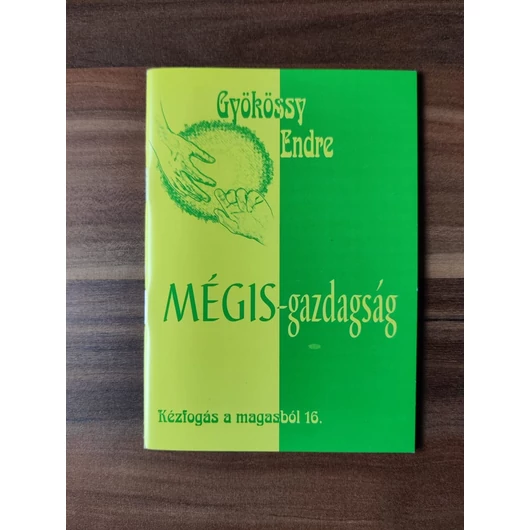 Gyökössy
Endre
MÉGIS-gazdagság
Kézfogás a magasból 16.